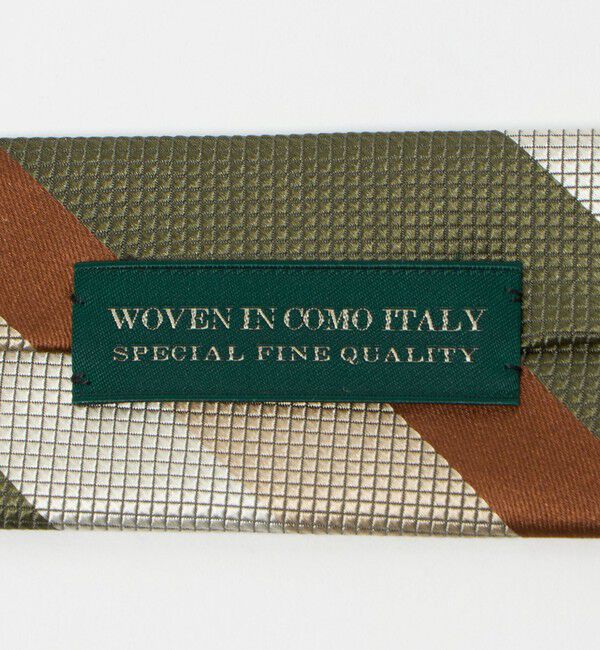 WOVEN IN COMO ITALY
SPECIAL FINE QUALITY